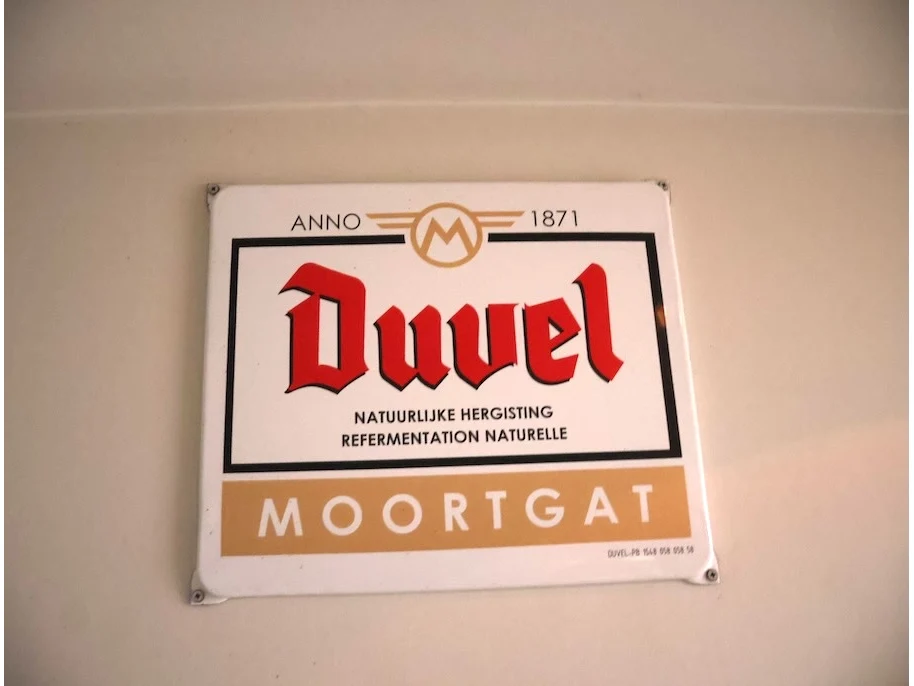 ANNO M 1871
Duvel
NATUURLIJKE HERGISTING
REFERMENTATION NATURELLE
MOORTGAT